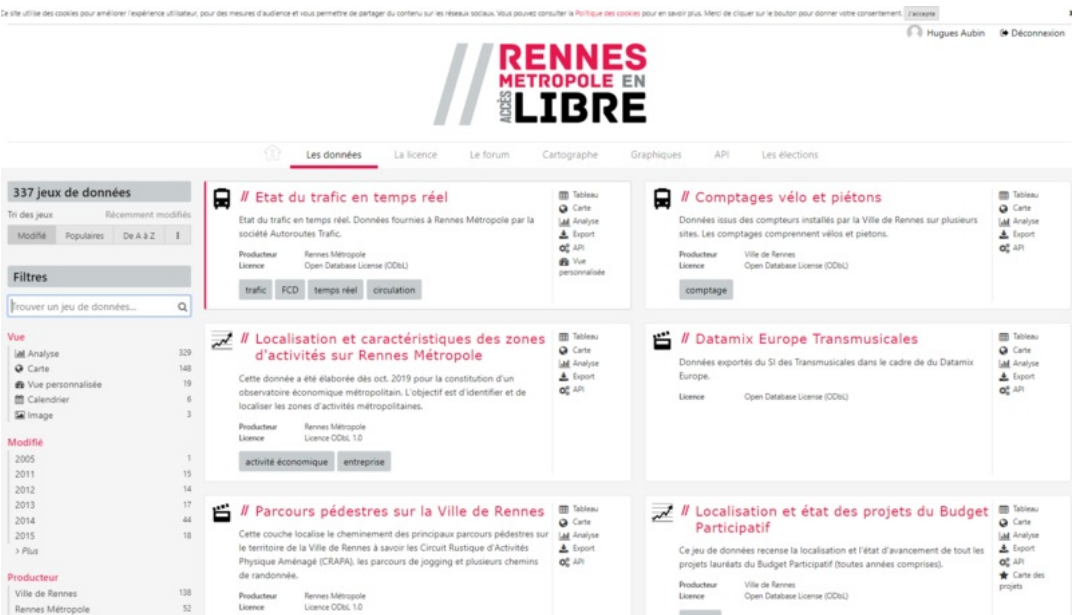 Ce site utilise des cookies pour améliorer l'expérience utilisateur, pour des mesures d'audience et vous permettre de partager du contenu sur les réseaux sociaux. Vous pouvez consulter la Politique des cookies pour en savoir plus. Merci de cliquer sur le bouton pour donner votre consentement. J'accepte
Hugues Aubin Déconnexion
RENNES
METROPOLE EN
ACCÈS LIBRE
Les données La licence Le forum Cartographe Graphiques API Les élections
337 jeux de données
Tri des jeux Récemment modifiés
Modifié Populaires De A à Z
Filtres
Trouver un jeu de données...
Vue
Analyse 329
Carte 148
Vue personnalisée 19
Calendrier 6
Image 3
Modifié
2005 1
2011 15
2012 14
2013 17
2014 44
2015 18
> Plus
Producteur
Ville de Rennes 138
Rennes Métropole 52
// Etat du trafic en temps réel
Etat du trafic en temps réel. Données fournies à Rennes Métropole par la
société Autoroutes Trafic.
Producteur Rennes Métropole
Licence Open Database License (ODbL)
trafic FCD temps réel circulation
Tableau
Carte
Analyse
Export
API
Vue
personnalisée
// Comptages vélo et piétons
Données issus des compteurs installés par la Ville de Rennes sur plusieurs
sites. Les comptages comprennent vélos et pietons.
Producteur Ville de Rennes
Licence Open Database License (ODbL)
comptage
Tableau
Carte
Analyse
Export
API
// Localisation et caractéristiques des zones
d'activités sur Rennes Métropole
Cette donnée a été élaborée dès oct. 2019 pour la constitution d'un
observatoire économique métropolitain. L'objectif est d'identifier et de
localiser les zones d'activités métropolitaines.
Producteur Rennes Métropole
Licence Licence ODbL 1.0
activité économique entreprise
Tableau
Carte
Analyse
Export
API
// Datamix Europe Transmusicales
Données exportés du SI des Transmusicales dans le cadre de du Datamix
Europe.
Licence Open Database License (ODbL)
Tableau
Carte
Analyse
Export
API
// Parcours pédestres sur la Ville de Rennes
Cette couche localise le cheminement des principaux parcours pédestres sur
le territoire de la Ville de Rennes à savoir les Circuit Rustique d'Activités
Physique Aménagé (CRAPA), les parcours de jogging et plusieurs chemins
de randonnée.
Producteur Rennes Métropole
Licence Licence ODbL 1.0
Tableau
Carte
Analyse
Export
API
// Localisation et état des projets du Budget
Participatif
Ce jeu de données recense la localisation et l'état d'avancement de tout les
projets lauréats du Budget Participatif (toutes années comprises).
Producteur Ville de Rennes
Licence Open Database License (ODbL)
Tableau
Carte
Analyse
Export
API
Carte des
projets